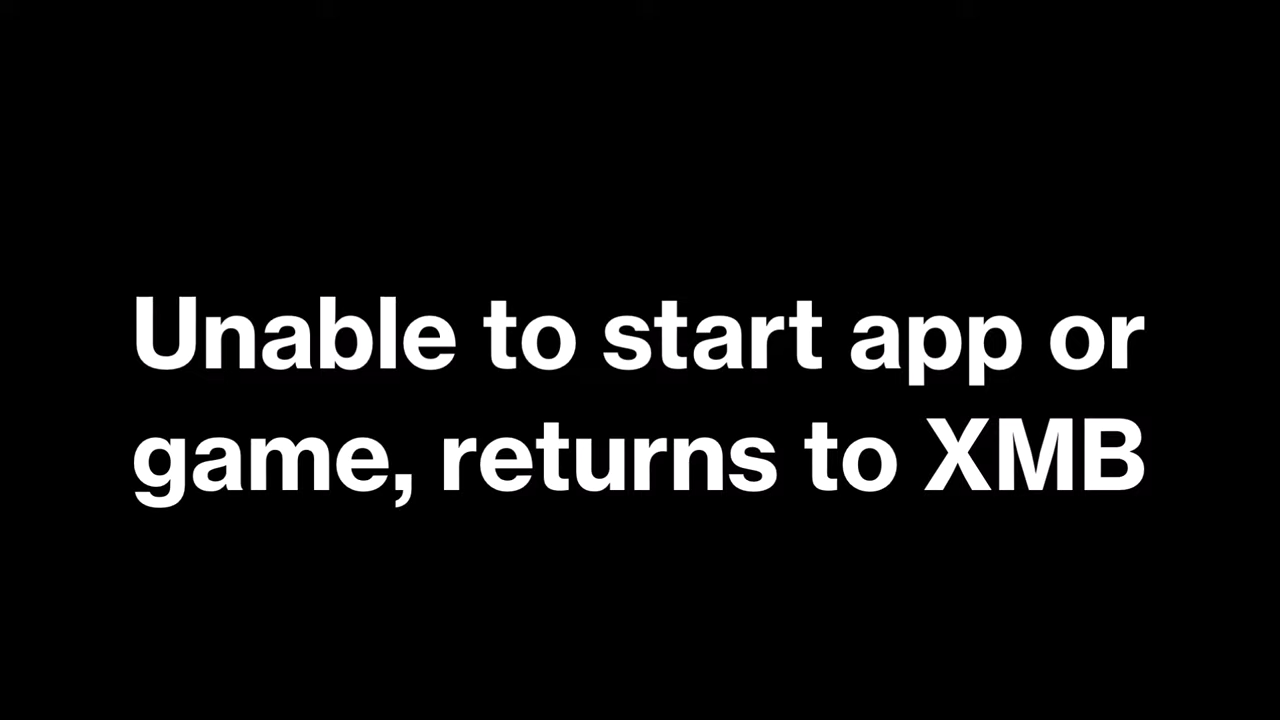 Unable to start app or
game, returns to XMB